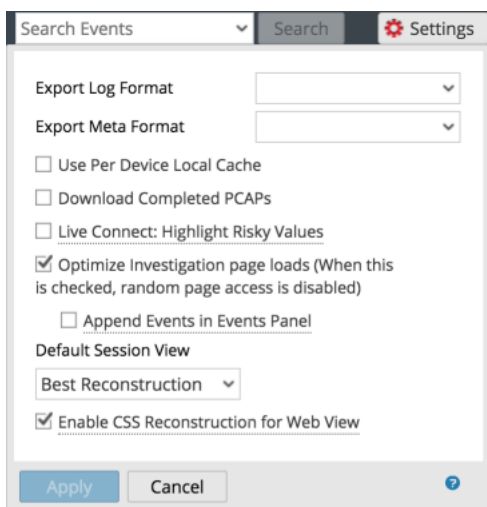 Search Events Search Settings
Export Log Format
Export Meta Format
Use Per Device Local Cache
Download Completed PCAPs
Live Connect: Highlight Risky Values
Optimize Investigation page loads (When this
is checked, random page access is disabled)
Append Events in Events Panel
Default Session View
Best Reconstruction
Enable CSS Reconstruction for Web View
Apply Cancel ?